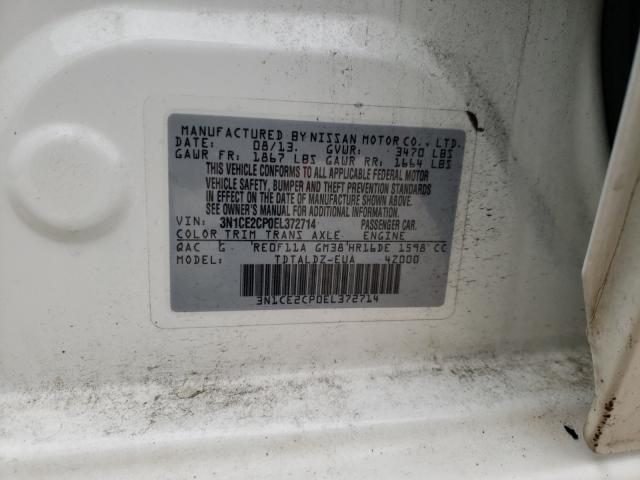 MANUFACTURED BY NISSAN MOTOR CO., LTD.
DATE: 08/13. GVWR: 3470 LBS
GAWR FR: 1867 LBS GAWR RR: 1664 LBS
THIS VEHICLE CONFORMS TO ALL APPLICABLE FEDERAL MOTOR
VEHICLE SAFETY, BUMPER AND THEFT PREVENTION STANDARDS
IN EFFECT ON THE DATE OF MANUFACTURE SHOWN ABOVE.
SEE OWNER'S MANUAL FOR ADDITIONAL INFORMATION.
VIN: 3N1CE2CP0EL372714 PASSENGER CAR.
COLOR TRIM TRANS AXLE ENGINE
QAC G RE0F11A GM38 HR16DE 1598 CC
MODEL: TDTALDZ-EUA 4Z000
3N1CE2CP0EL372714